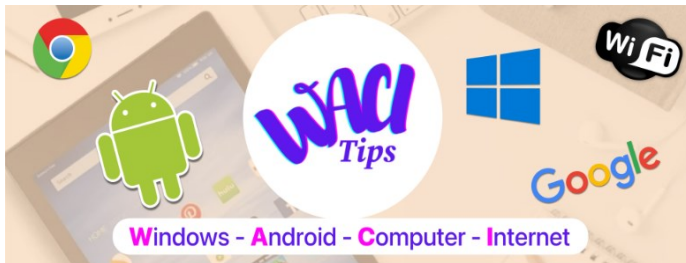 Wi Fi
WACI
Tips
Google
Windows - Android - Computer - Internet